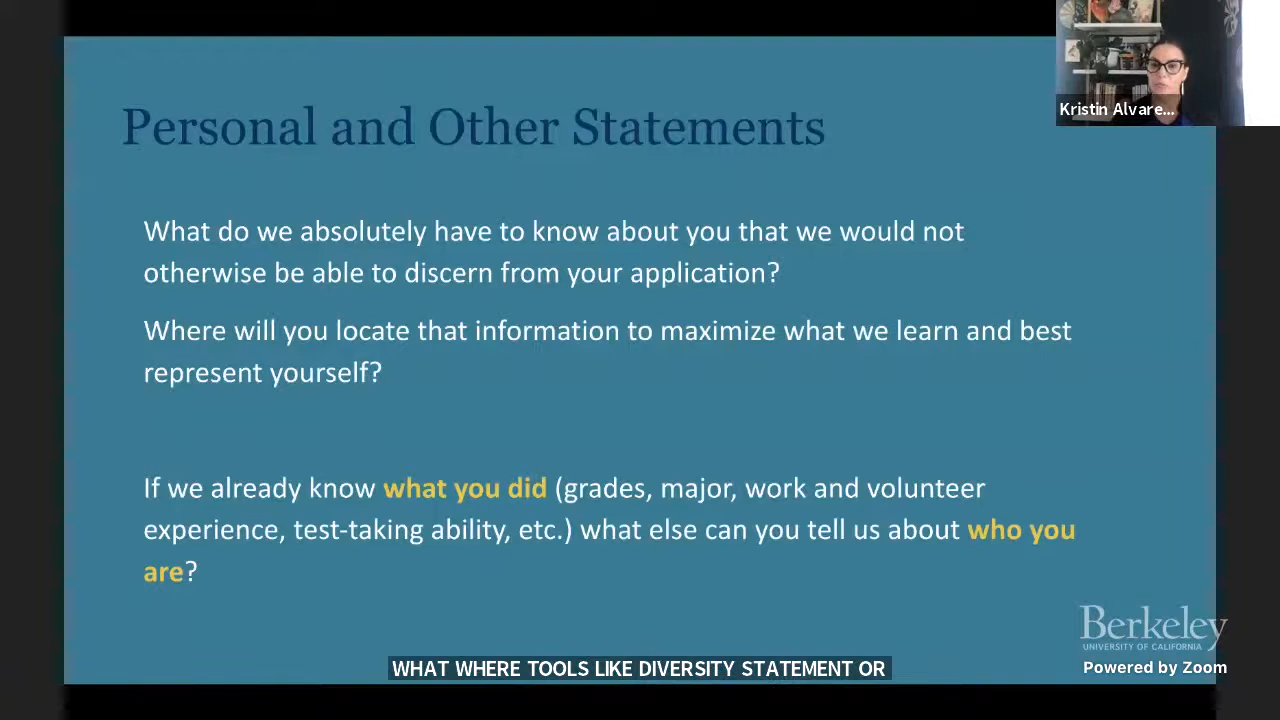 Kristin Alvare...
Personal and Other Statements
What do we absolutely have to know about you that we would not
otherwise be able to discern from your application?
Where will you locate that information to maximize what we learn and best
represent yourself?
If we already know what you did (grades, major, work and volunteer
experience, test-taking ability, etc.) what else can you tell us about who you
are?
Berkeley
UNIVERSITY OF CALIFORNIA
Powered by Zoom
WHAT WHERE TOOLS LIKE DIVERSITY STATEMENT OR